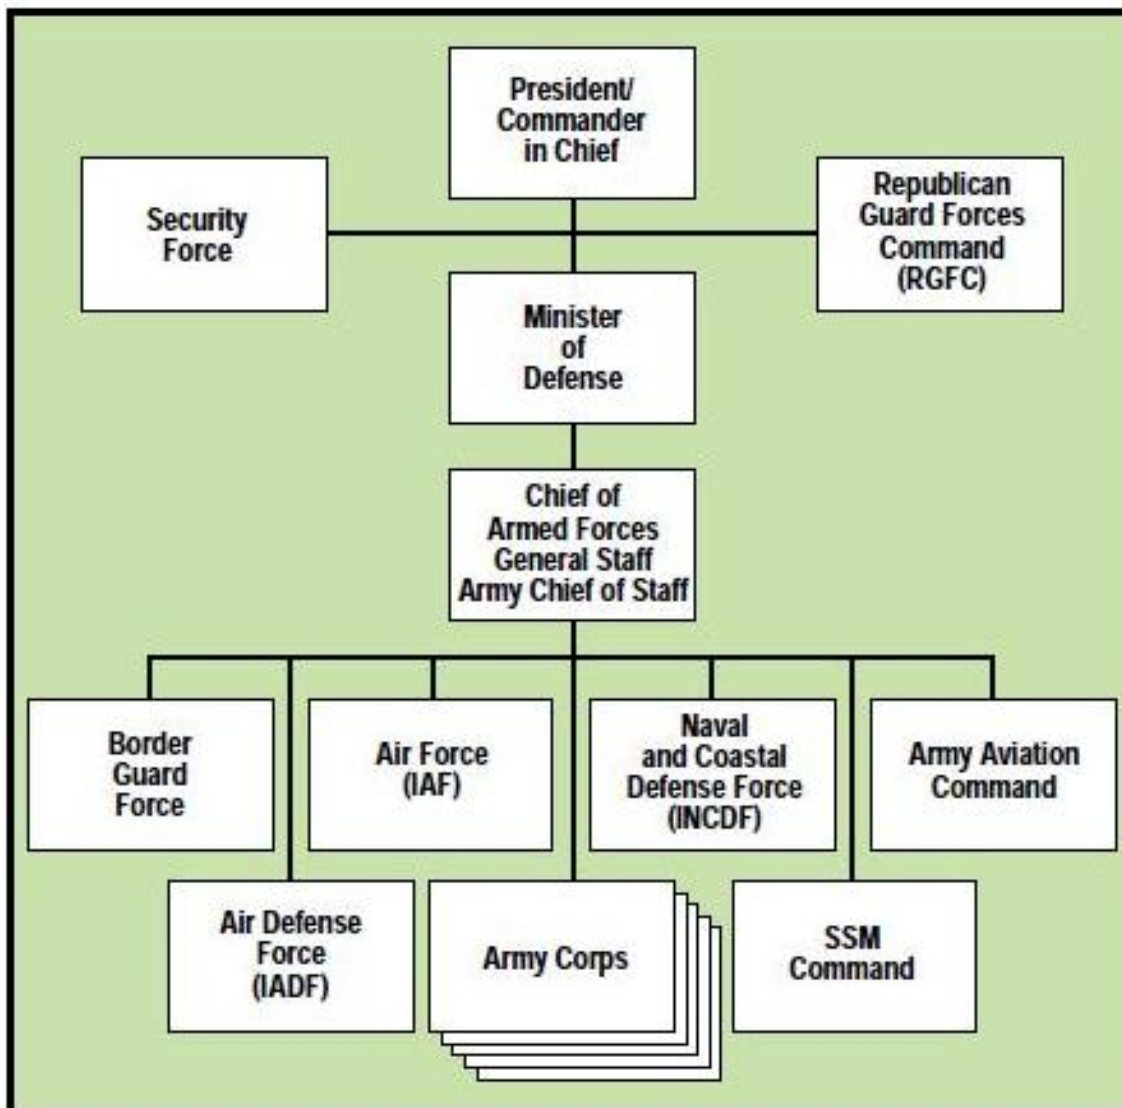 President/
Commander
in Chief
Security
Force
Republican
Guard Forces
Command
(RGFC)
Minister
of
Defense
Chief of
Armed Forces
General Staff
Army Chief of Staff
Border
Guard
Force
Air Force
(IAF)
Naval
and Coastal
Defense Force
(INCDF)
Army Aviation
Command
Air Defense
Force
(IADF)
Army Corps
SSM
Command